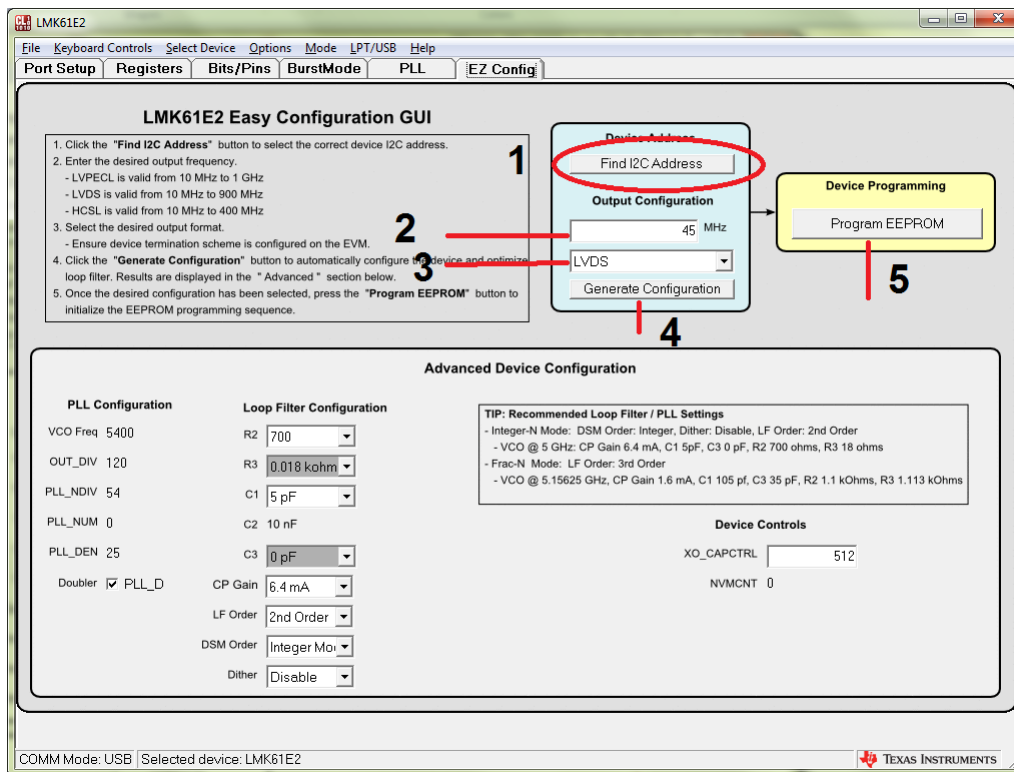 LMK61E2
File Keyboard Controls Select Device Options Mode LPT/USB Help
Port Setup Registers Bits/Pins BurstMode PLL EZ Config
LMK61E2 Easy Configuration GUI
1. Click the "Find I2C Address" button to select the correct device I2C address.
2. Enter the desired output frequency.
- LVPECL is valid from 10 MHz to 1 GHz
- LVDS is valid from 10 MHz to 900 MHz
- HCSL is valid from 10 MHz to 400 MHz
3. Select the desired output format.
- Ensure device termination scheme is configured on the EVM.
4. Click the "Generate Configuration" button to automatically configure the device and optimize
loop filter. Results are displayed in the " Advanced " section below.
5. Once the desired configuration has been selected, press the "Program EEPROM" button to
initialize the EEPROM programming sequence.
1
Device Address
Find I2C Address
Output Configuration
2
45 MHz
3
LVDS
Generate Configuration
4
Device Programming
Program EEPROM
5
Advanced Device Configuration
PLL Configuration
VCO Freq 5400
OUT_DIV 120
PLL_NDIV 54
PLL_NUM 0
PLL_DEN 25
Doubler PLL_D
Loop Filter Configuration
R2 700
R3 0.018 kohm
C1 5 pF
C2 10 nF
C3 0 pF
CP Gain 6.4 mA
LF Order 2nd Order
DSM Order Integer Mo
Dither Disable
TIP: Recommended Loop Filter / PLL Settings
- Integer-N Mode: DSM Order: Integer, Dither: Disable, LF Order: 2nd Order
- VCO @ 5 GHz: CP Gain 6.4 mA, C1 5pF, C3 0 pF, R2 700 ohms, R3 18 ohms
- Frac-N Mode: LF Order: 3rd Order
- VCO @ 5.15625 GHz, CP Gain 1.6 mA, C1 105 pf, C3 35 pF, R2 1.1 kOhms, R3 1.113 kOhms
Device Controls
XO_CAPCTRL 512
NVMCNT 0
COMM Mode: USB Selected device: LMK61E2
TEXAS INSTRUMENTS